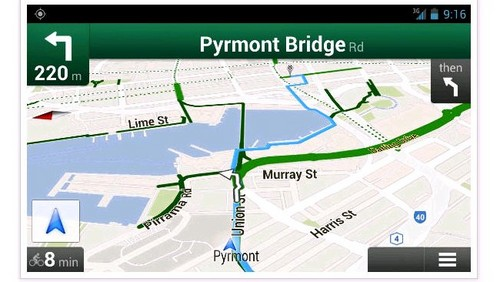 3G 9:16
Pyrmont Bridge Rd
220 m
then
Lime St
Murray St
Pirrama Rd
Union St
Harris St
40
4
Pyrmont
8 min